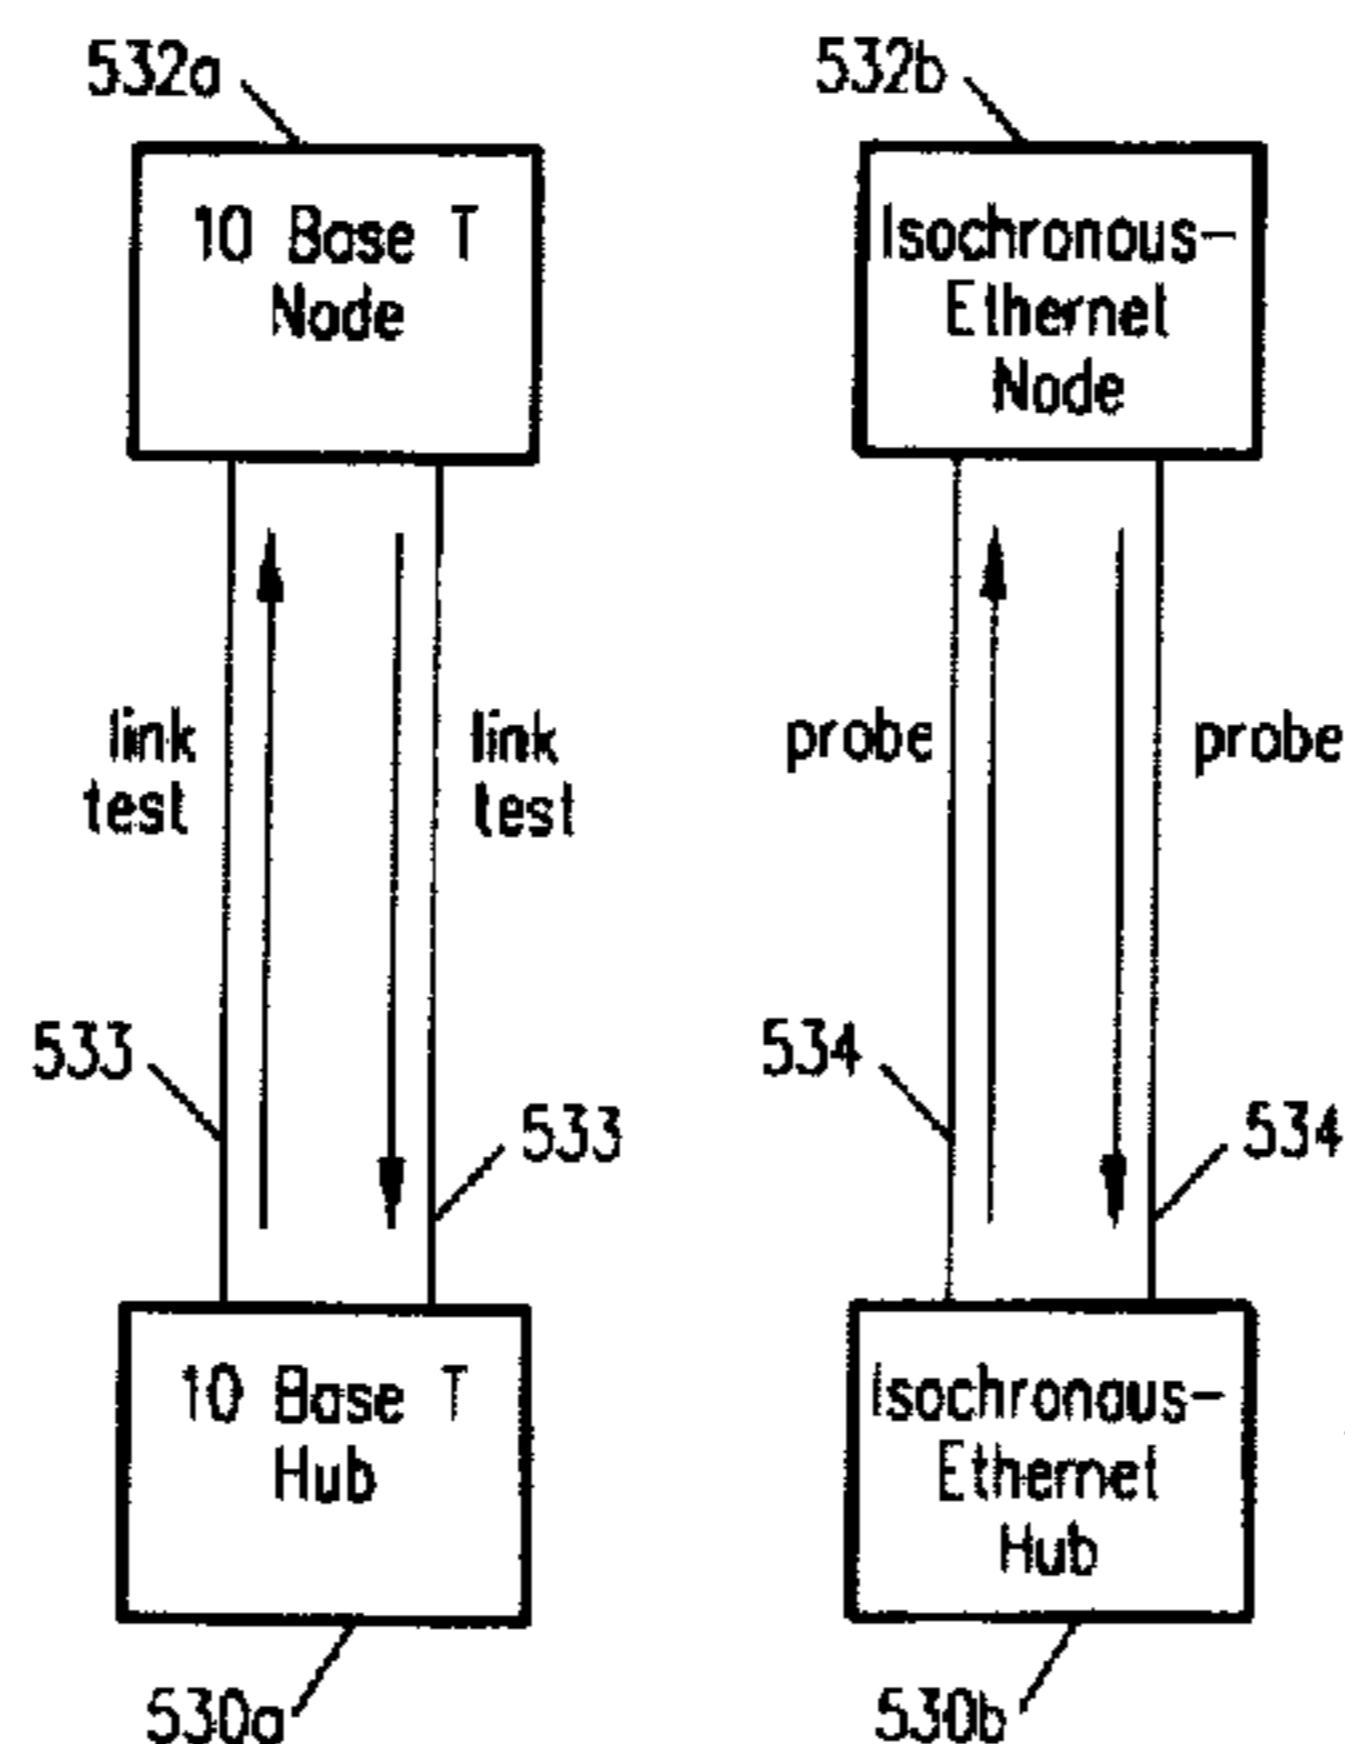 532a
10 Base T
Node
link
test
link
test
533
533
10 Base T
Hub
530a
532b
Isochronous-
Ethernet
Node
probe
probe
534
534
Isochronous-
Ethernet
Hub
530b